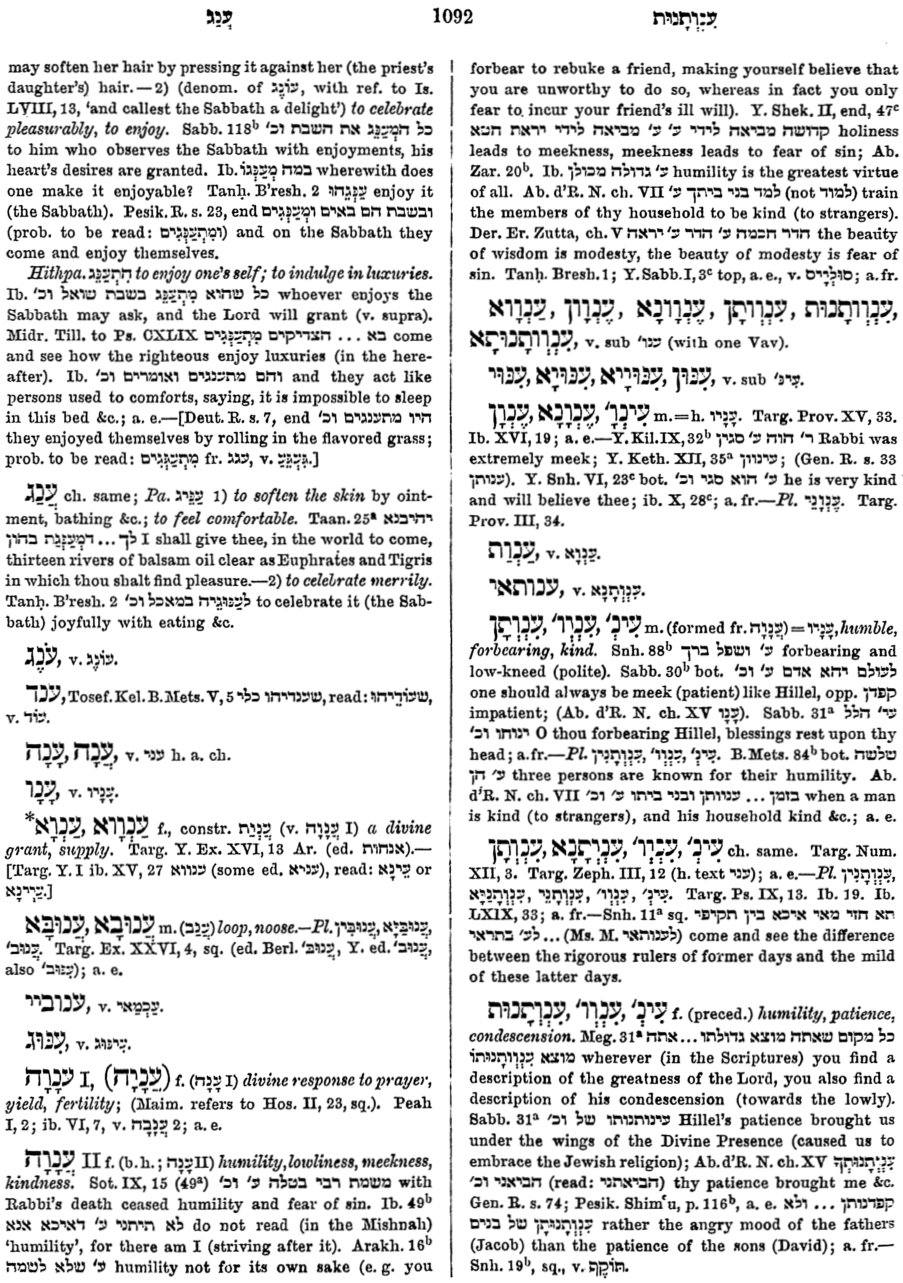 עֲנַג 1092 עִנְוְתָנוּת
may soften her hair by pressing it against her (the priest's
daughter's) hair.—2) (denom. of עוֹנֶג, with ref. to Is.
LVIII, 13, 'and callest the Sabbath a delight') to celebrate
pleasurably, to enjoy. Sabb. 118ᵇ כל הַמְעַנֵּג את השבת וכ'
to him who observes the Sabbath with enjoyments, his
heart's desires are granted. Ib. במה מְעַנְּגוֹ wherewith does
one make it enjoyable? Tanḥ. B'resh. 2 עַנְּגֵהוּ enjoy it
(the Sabbath). Pesik. R. s. 23, end ובשבת הם באים וּמְעַנְּגִים
(prob. to be read: וּמִתְעַנְּגִים) and on the Sabbath they
come and enjoy themselves.
Hithpa. הִתְעַנֵּג to enjoy one's self; to indulge in luxuries.
Ib. כל שהוא מִתְעַנֵּג בשבת שואל וכ' whoever enjoys the
Sabbath may ask, and the Lord will grant (v. supra).
Midr. Till. to Ps. CXLIX בא ... הצדיקים מִתְעַנְּגִים come
and see how the righteous enjoy luxuries (in the here-
after). Ib. והם מתענגים ואומרים וכ' and they act like
persons used to comforts, saying, it is impossible to sleep
in this bed &c.; a. e.—[Deut. R. s. 7, end היו מתענגים וכ'
they enjoyed themselves by rolling in the flavored grass;
prob. to be read: מִתְעַגְּגִים fr. עגג, v. גִּעְגֵּעַ.]
עֲנַג ch. same; Pa. עַנֵּיג 1) to soften the skin by oint-
ment, bathing &c.; to feel comfortable. Taan. 25ᵃ יהיבנא
לך ... דמְעַנְּגַת בהון I shall give thee, in the world to come,
thirteen rivers of balsam oil clear as Euphrates and Tigris
in which thou shalt find pleasure.—2) to celebrate merrily.
Tanḥ. B'resh. 2 לעַנּוּגֵיהּ במאכל וכ' to celebrate it (the Sab-
bath) joyfully with eating &c.
עֹנֶג, v. עוֹנֶג.
ענד, Tosef. Kel. B. Mets. V, 5 שענדיהו כלי, read: שעוֹדֵיהוּ,
v. עוֹד.
עָנָה, עֲנָה, v. עני h. a. ch.
עָנָו, v. עָנָיו.
*עֲנְוָא, עֲנְוָוא f., constr. עֲנְוַת (v. עֲנָוָה I) a divine
grant, supply. Targ. Y. Ex. XVI, 13 Ar. (ed. אנחות).—
[Targ. Y. I ib. XV, 27 ענווא (some ed. עניא), read: עֵינָא or
עֵיינָא.]
עֲנוּבָא, עֲנוּבָּא m. (עֲנַב) loop, noose.—Pl. עֲנוּבִין, עֲנוּבַיָּא,
עֲנוּבּ'. Targ. Ex. XXVI, 4, sq. (ed. Berl. עֲנוּבּ', Y. ed. עֲנוּב',
also עֲנוּב'); a. e.
ענוביי, v. עַכְמַאי.
עִנּוּג, v. עִינּוּג.
עֲנָוָה I, (עֲנָיָה) f. (עָנָה I) divine response to prayer,
yield, fertility; (Maim. refers to Hos. II, 23, sq.). Peah
I, 2; ib. VI, 7, v. עֲנָבָה 2; a. e.
עֲנָוָה II f. (b. h.; עָנָה II) humility, lowliness, meekness,
kindness. Sot. IX, 15 (49ᵃ) משמת רבי בטלה ע' וכ' with
Rabbi's death ceased humility and fear of sin. Ib. 49ᵇ
לא תיתני ע' דאיכא אנא do not read (in the Mishnah)
'humility', for there am I (striving after it). Arakh. 16ᵇ
ע' שלא לשמה humility not for its own sake (e. g. you
forbear to rebuke a friend, making yourself believe that
you are unworthy to do so, whereas in fact you only
fear to incur your friend's ill will). Y. Shek. II, end, 47ᶜ
קדושה מביאה לידי ע' ע' מביאה לידי יראת חטא holiness
leads to meekness, meekness leads to fear of sin; Ab.
Zar. 20ᵇ. Ib. ע' גדולה מכולן humility is the greatest virtue
of all. Ab. d'R. N. ch. VII למד בני ביתך ע' (not למוד) train
the members of thy household to be kind (to strangers).
Der. Er. Zutta, ch. V הדר חכמה ע' הדר ע' יראה the beauty
of wisdom is modesty, the beauty of modesty is fear of
sin. Tanḥ. Bresh. 1; Y. Sabb. I, 3ᶜ top, a. e., v. סוּלְיָיס; a. fr.
עִנְוְוָא, עִנְוְון, עִנְוְוָנָא, עִנְוְותָן, עִנְוְותָנוּת,
עִנְוְותָנוּתָא, v. sub ענו' (with one Vav).
עִנּוּי, עִנּוּיָא, עִנּוּיָיא, עִנּוּן, v. sub עינ'.
עִנְוָן, עִנְוָנָא, עִינְ' m.=h. עָנָיו. Targ. Prov. XV, 33.
Ib. XVI, 19; a. e.—Y. Kil. IX, 32ᵇ ר' הוה ע' סגין Rabbi was
extremely meek; Y. Keth. XII, 35ᵃ עינוון; (Gen. R. s. 33
ענוותן). Y. Snh. VI, 23ᶜ bot. ע' הוא סגי וכ' he is very kind
and will believe thee; ib. X, 28ᶜ; a. fr.—Pl. עִנְוָנֵי. Targ.
Prov. III, 34.
עַנְוַת, v. עַנְוָא.
ענותאי, v. עִנְוְתָנָא.
עִנְוְתָן, עִנְוְו', עִינְ' m. (formed fr. עֲנָוָה)=עָנָיו, humble,
forbearing, kind. Snh. 88ᵇ ע' ושפל ברך forbearing and
low-kneed (polite). Sabb. 30ᵇ bot. לעולם יהא אדם ע' וכ'
one should always be meek (patient) like Hillel, opp. קפדן
impatient; (Ab. d'R. N. ch. XV עָנָו). Sabb. 31ᵃ עי' הלל
ינוחו וכ' O thou forbearing Hillel, blessings rest upon thy
head; a. fr.—Pl. עִנְוְתָנִין, עִנְוְו', עִינְ'. B. Mets. 84ᵇ bot. שלשה
ע' הן three persons are known for their humility. Ab.
d'R. N. ch. VII בזמן ... ענוותן ובני ביתו ע' וכ' when a man
is kind (to strangers), and his household kind &c.; a. e.
עִנְוְתָן, עִנְוְתָנָא, עִנְיְו', עִינְ' ch. same. Targ. Num.
XII, 3. Targ. Zeph. III, 12 (h. text עני); a. e.—Pl. עִנְוְתָנִין,
עִנְוְתָנַיָּא, עִנְוְתָנֵי, עִנְוְו', עִינְ'. Targ. Ps. IX, 13. Ib. 19. Ib.
LXIX, 33; a. fr.—Snh. 11ᵃ sq. תא חזי מאי איכא בין תקיפי
לע' בתראי ... (Ms. M. לענותאי) come and see the difference
between the rigorous rulers of former days and the mild
of these latter days.
עִנְוְתָנוּת, עִנְוְו', עִינְ' f. (preced.) humility, patience,
condescension. Meg. 31ᵃ כל מקום שאתה מוצא גדולתו ... אתה
מוצא עִנְוְותָנוּתוֹ wherever (in the Scriptures) you find a
description of the greatness of the Lord, you also find a
description of his condescension (towards the lowly).
Sabb. 31ᵃ עינותנותו של וכ' Hillel's patience brought us
under the wings of the Divine Presence (caused us to
embrace the Jewish religion); Ab. d'R. N. ch. XV עִנְוְתָנוּתְךָ
הביאני וכ' (read: הביאתני) thy patience brought me &c.
Gen. R. s. 74; Pesik. Shim‛u, p. 116ᵇ, a. e. קפדנותן ... ולא
עִנְוְתָנוּתָן של בנים rather the angry mood of the fathers
(Jacob) than the patience of the sons (David); a. fr.—
Snh. 19ᵇ, sq., v. תּוֹקֶף.